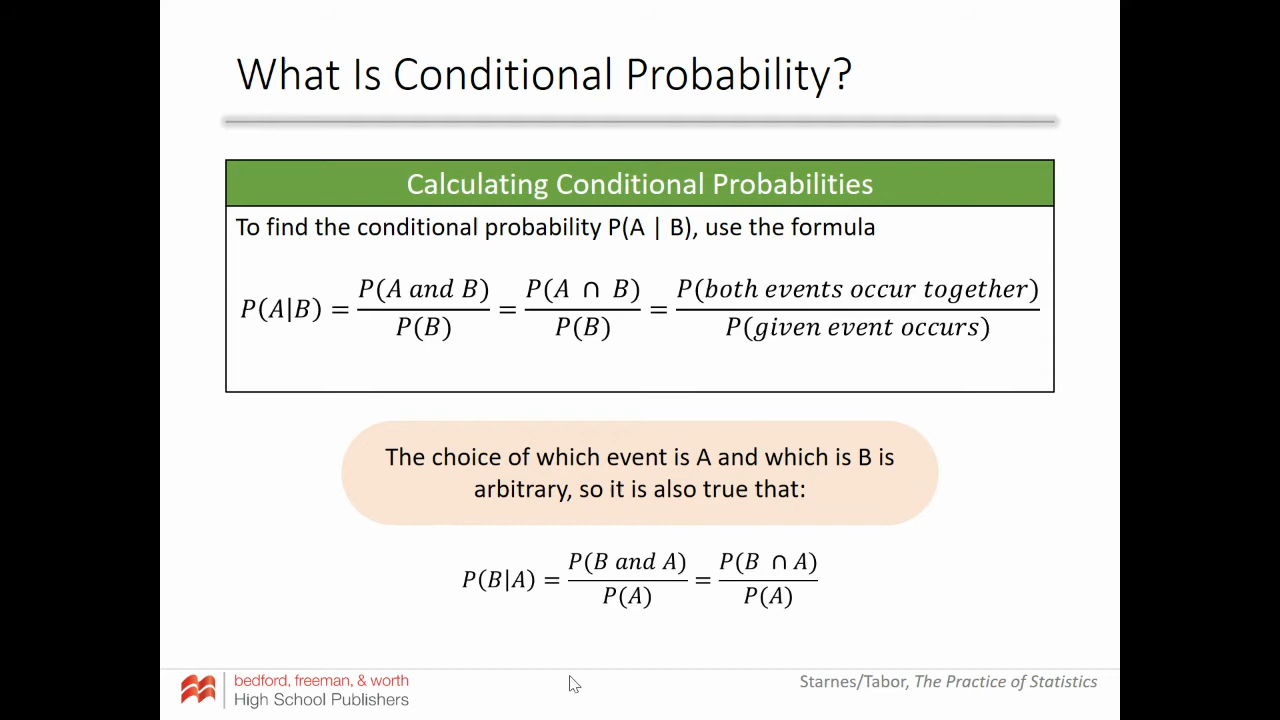 What Is Conditional Probability?
Calculating Conditional Probabilities
To find the conditional probability P(A | B), use the formula
P(A|B) = P(A and B) / P(B) = P(A ∩ B) / P(B) = P(both events occur together) / P(given event occurs)
The choice of which event is A and which is B is
arbitrary, so it is also true that:
P(B|A) = P(B and A) / P(A) = P(B ∩ A) / P(A)
bedford, freeman, & worth
High School Publishers
Starnes/Tabor, The Practice of Statistics